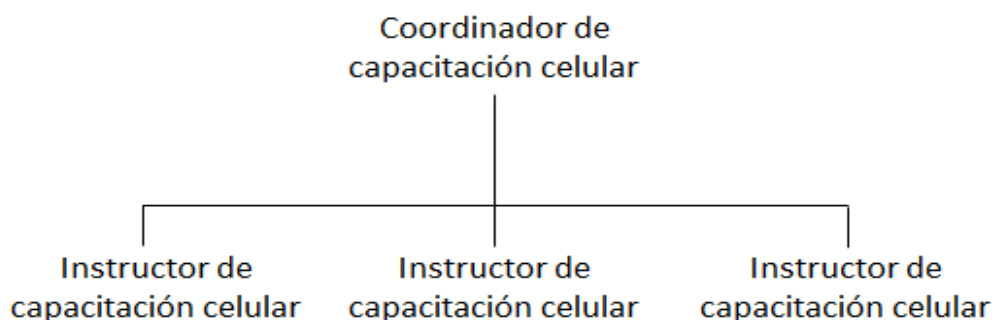 Coordinador de
capacitación celular
Instructor de
capacitación celular
Instructor de
capacitación celular
Instructor de
capacitación celular